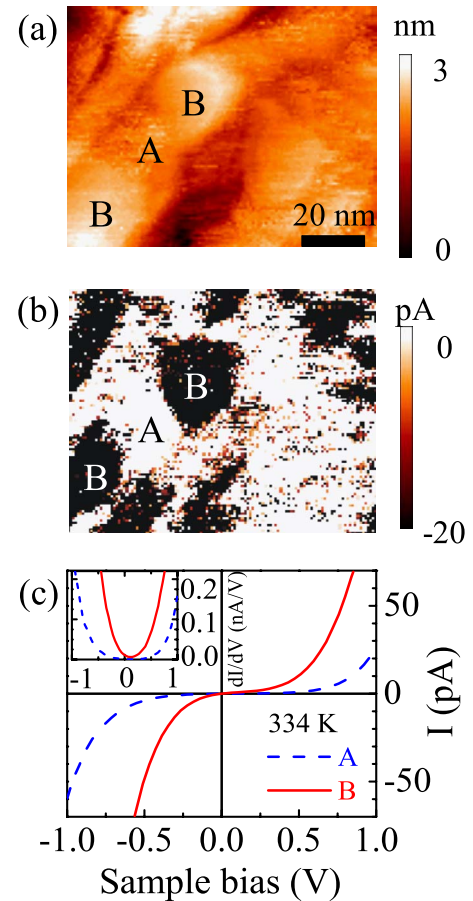 (a)
nm
3
B
A
B
20 nm
0
(b)
pA
0
B
A
B
-20
(c)
0.2
0.1
0.0
-1 0 1
dI/dV (nA/V)
50
0
-50
I (pA)
334 K
A
B
-1.0 -0.5 0.0 0.5 1.0
Sample bias (V)